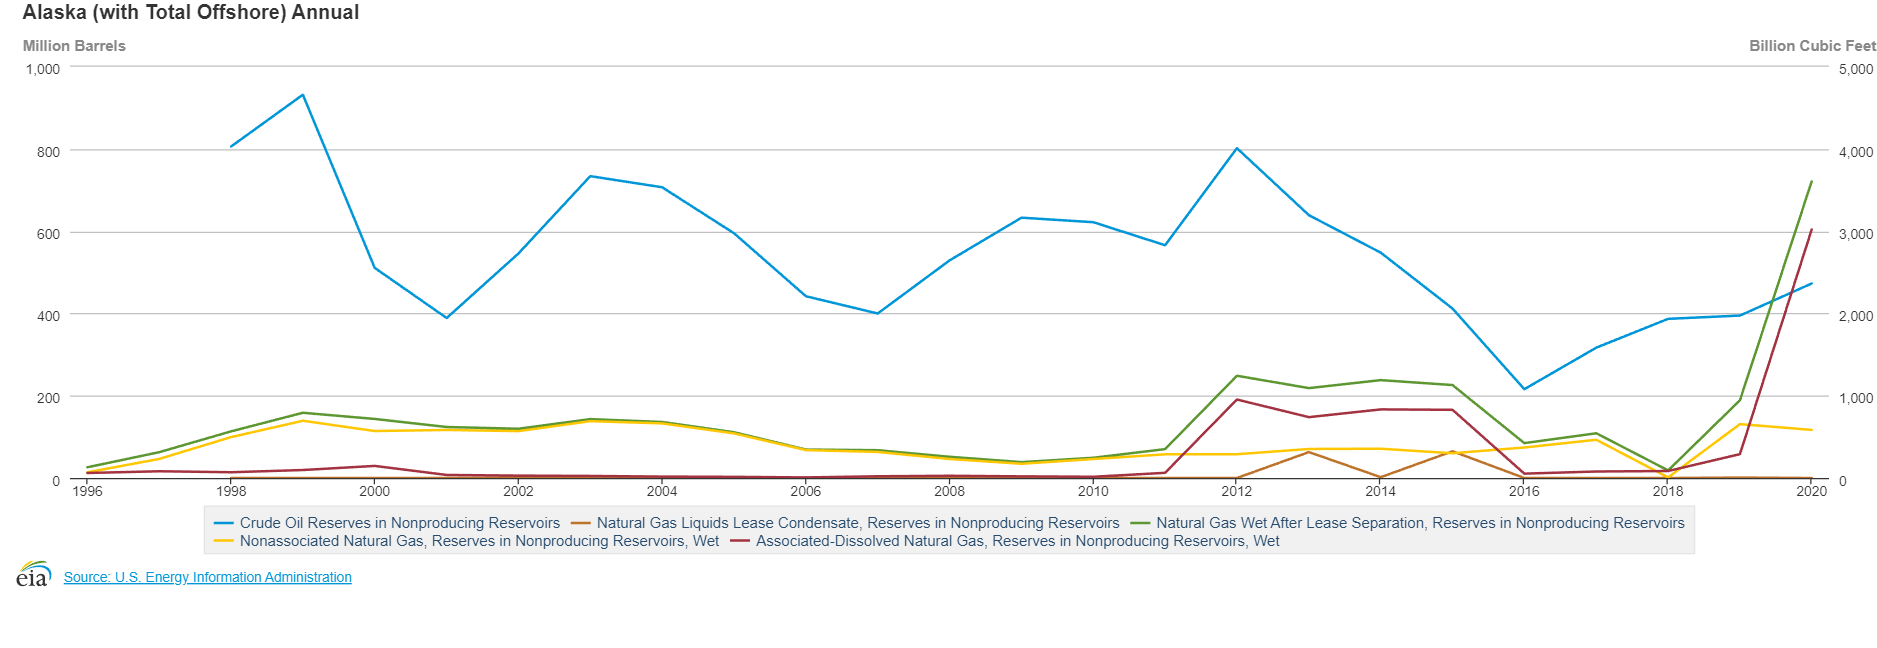 Alaska (with Total Offshore) Annual
Million Barrels Billion Cubic Feet
1,000 5,000
800 4,000
600 3,000
400 2,000
200 1,000
0 0
1996 1998 2000 2002 2004 2006 2008 2010 2012 2014 2016 2018 2020
Crude Oil Reserves in Nonproducing Reservoirs Natural Gas Liquids Lease Condensate, Reserves in Nonproducing Reservoirs Natural Gas Wet After Lease Separation, Reserves in Nonproducing Reservoirs
Nonassociated Natural Gas, Reserves in Nonproducing Reservoirs, Wet Associated-Dissolved Natural Gas, Reserves in Nonproducing Reservoirs, Wet
eia Source: U.S. Energy Information Administration